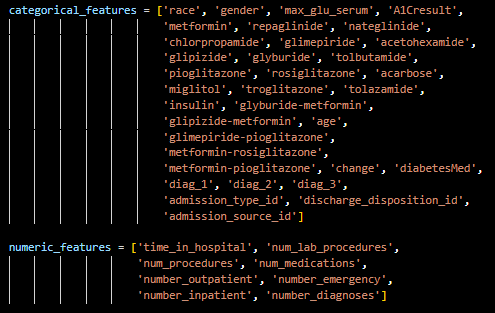 categorical_features = ['race', 'gender', 'max_glu_serum', 'A1Cresult',
'metformin', 'repaglinide', 'nateglinide',
'chlorpropamide', 'glimepiride', 'acetohexamide',
'glipizide', 'glyburide', 'tolbutamide',
'pioglitazone', 'rosiglitazone', 'acarbose',
'miglitol', 'troglitazone', 'tolazamide',
'insulin', 'glyburide-metformin',
'glipizide-metformin', 'age',
'glimepiride-pioglitazone',
'metformin-rosiglitazone',
'metformin-pioglitazone', 'change', 'diabetesMed',
'diag_1', 'diag_2', 'diag_3',
'admission_type_id', 'discharge_disposition_id',
'admission_source_id']
numeric_features = ['time_in_hospital', 'num_lab_procedures',
'num_procedures', 'num_medications',
'number_outpatient', 'number_emergency',
'number_inpatient', 'number_diagnoses']